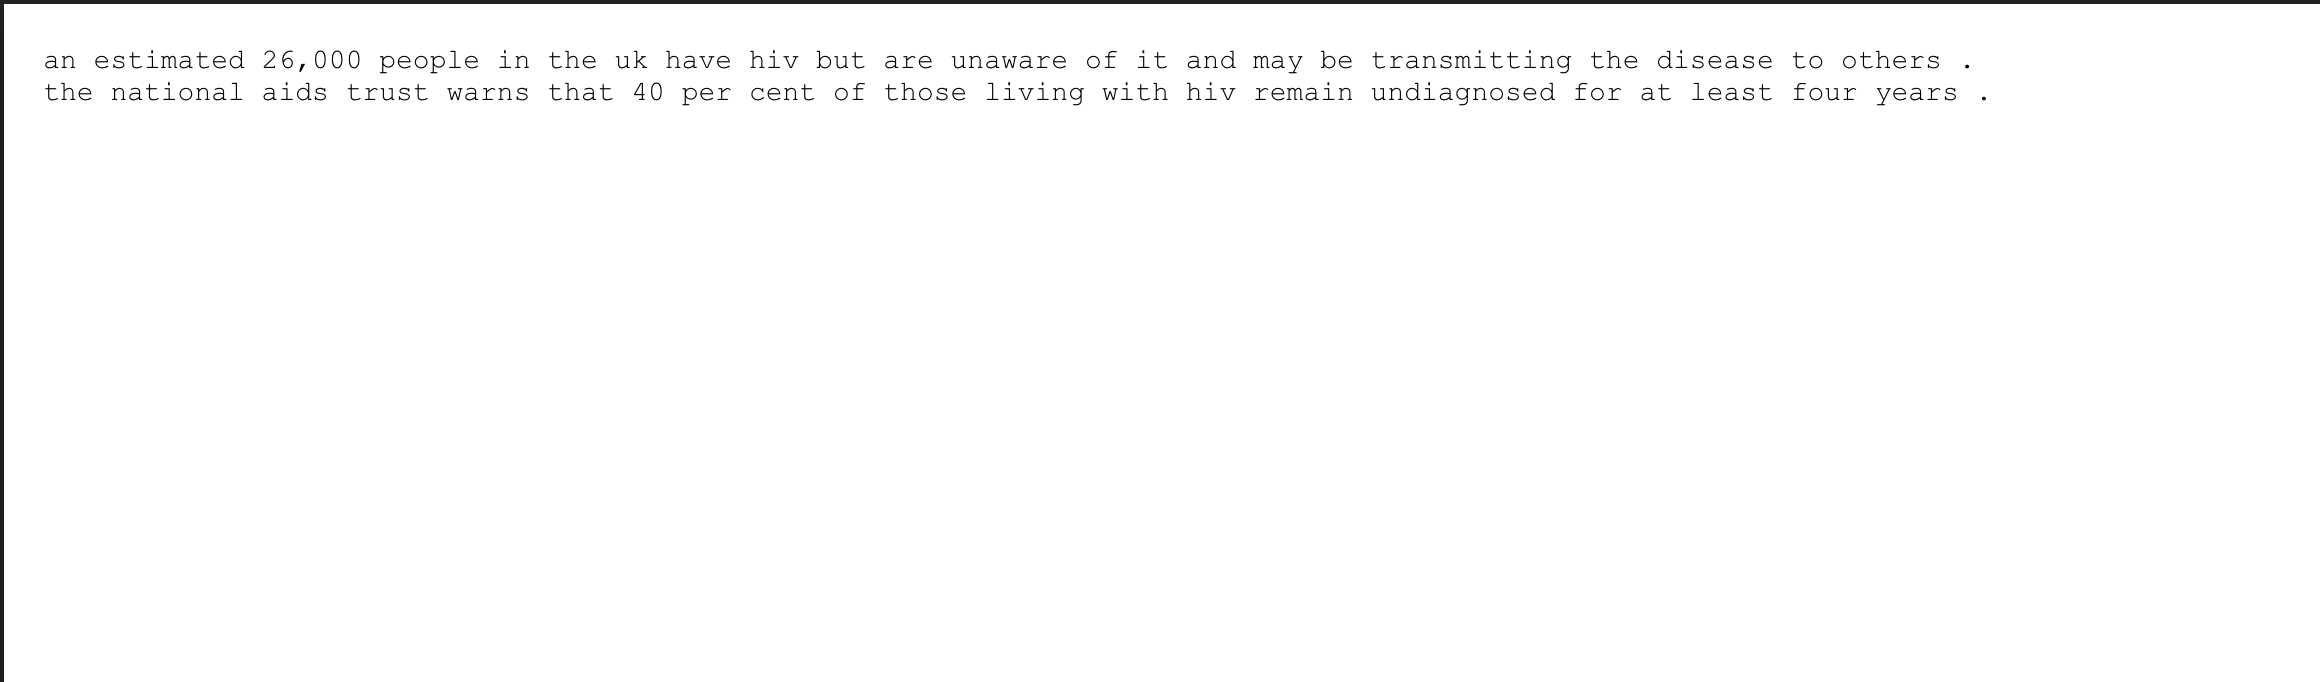 an estimated 26,000 people in the uk have hiv but are unaware of it and may be transmitting the disease to others .
the national aids trust warns that 40 per cent of those living with hiv remain undiagnosed for at least four years .